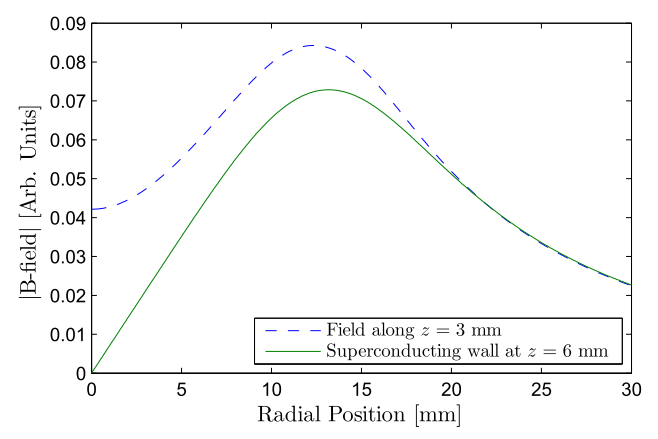 0.09
0.08
0.07
0.06
0.05
0.04
0.03
0.02
0.01
0
|B-field| [Arb. Units]
Field along z = 3 mm
Superconducting wall at z = 6 mm
0 5 10 15 20 25 30
Radial Position [mm]